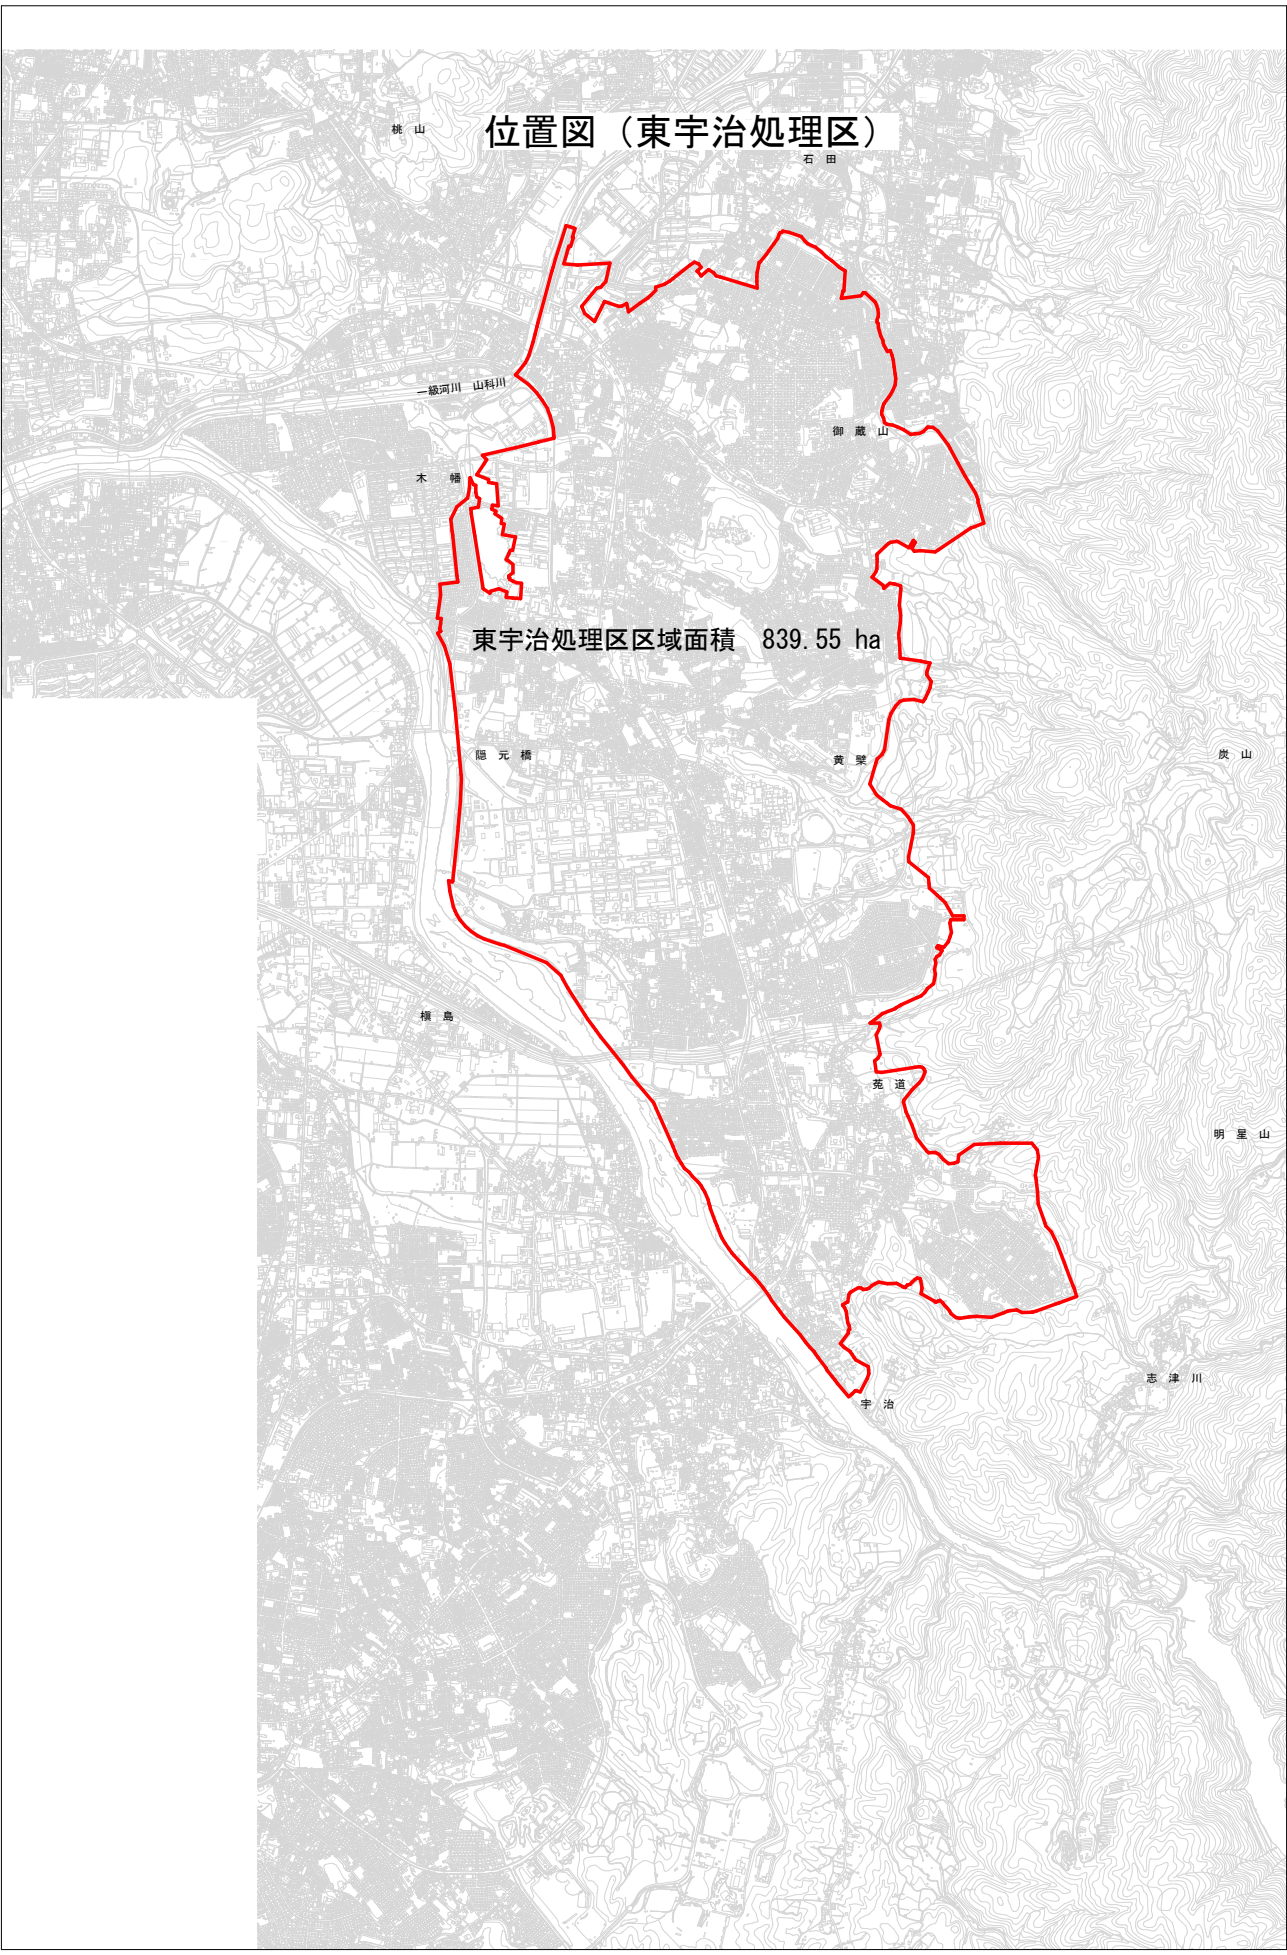 桃 山
位置図（東宇治処理区）
石 田
一級河川 山科川
御 蔵 山
木 幡
東宇治処理区区域面積 839.55 ha
隠 元 橋
黄 檗
炭 山
槇 島
菟 道
明 星 山
志 津 川
宇 治